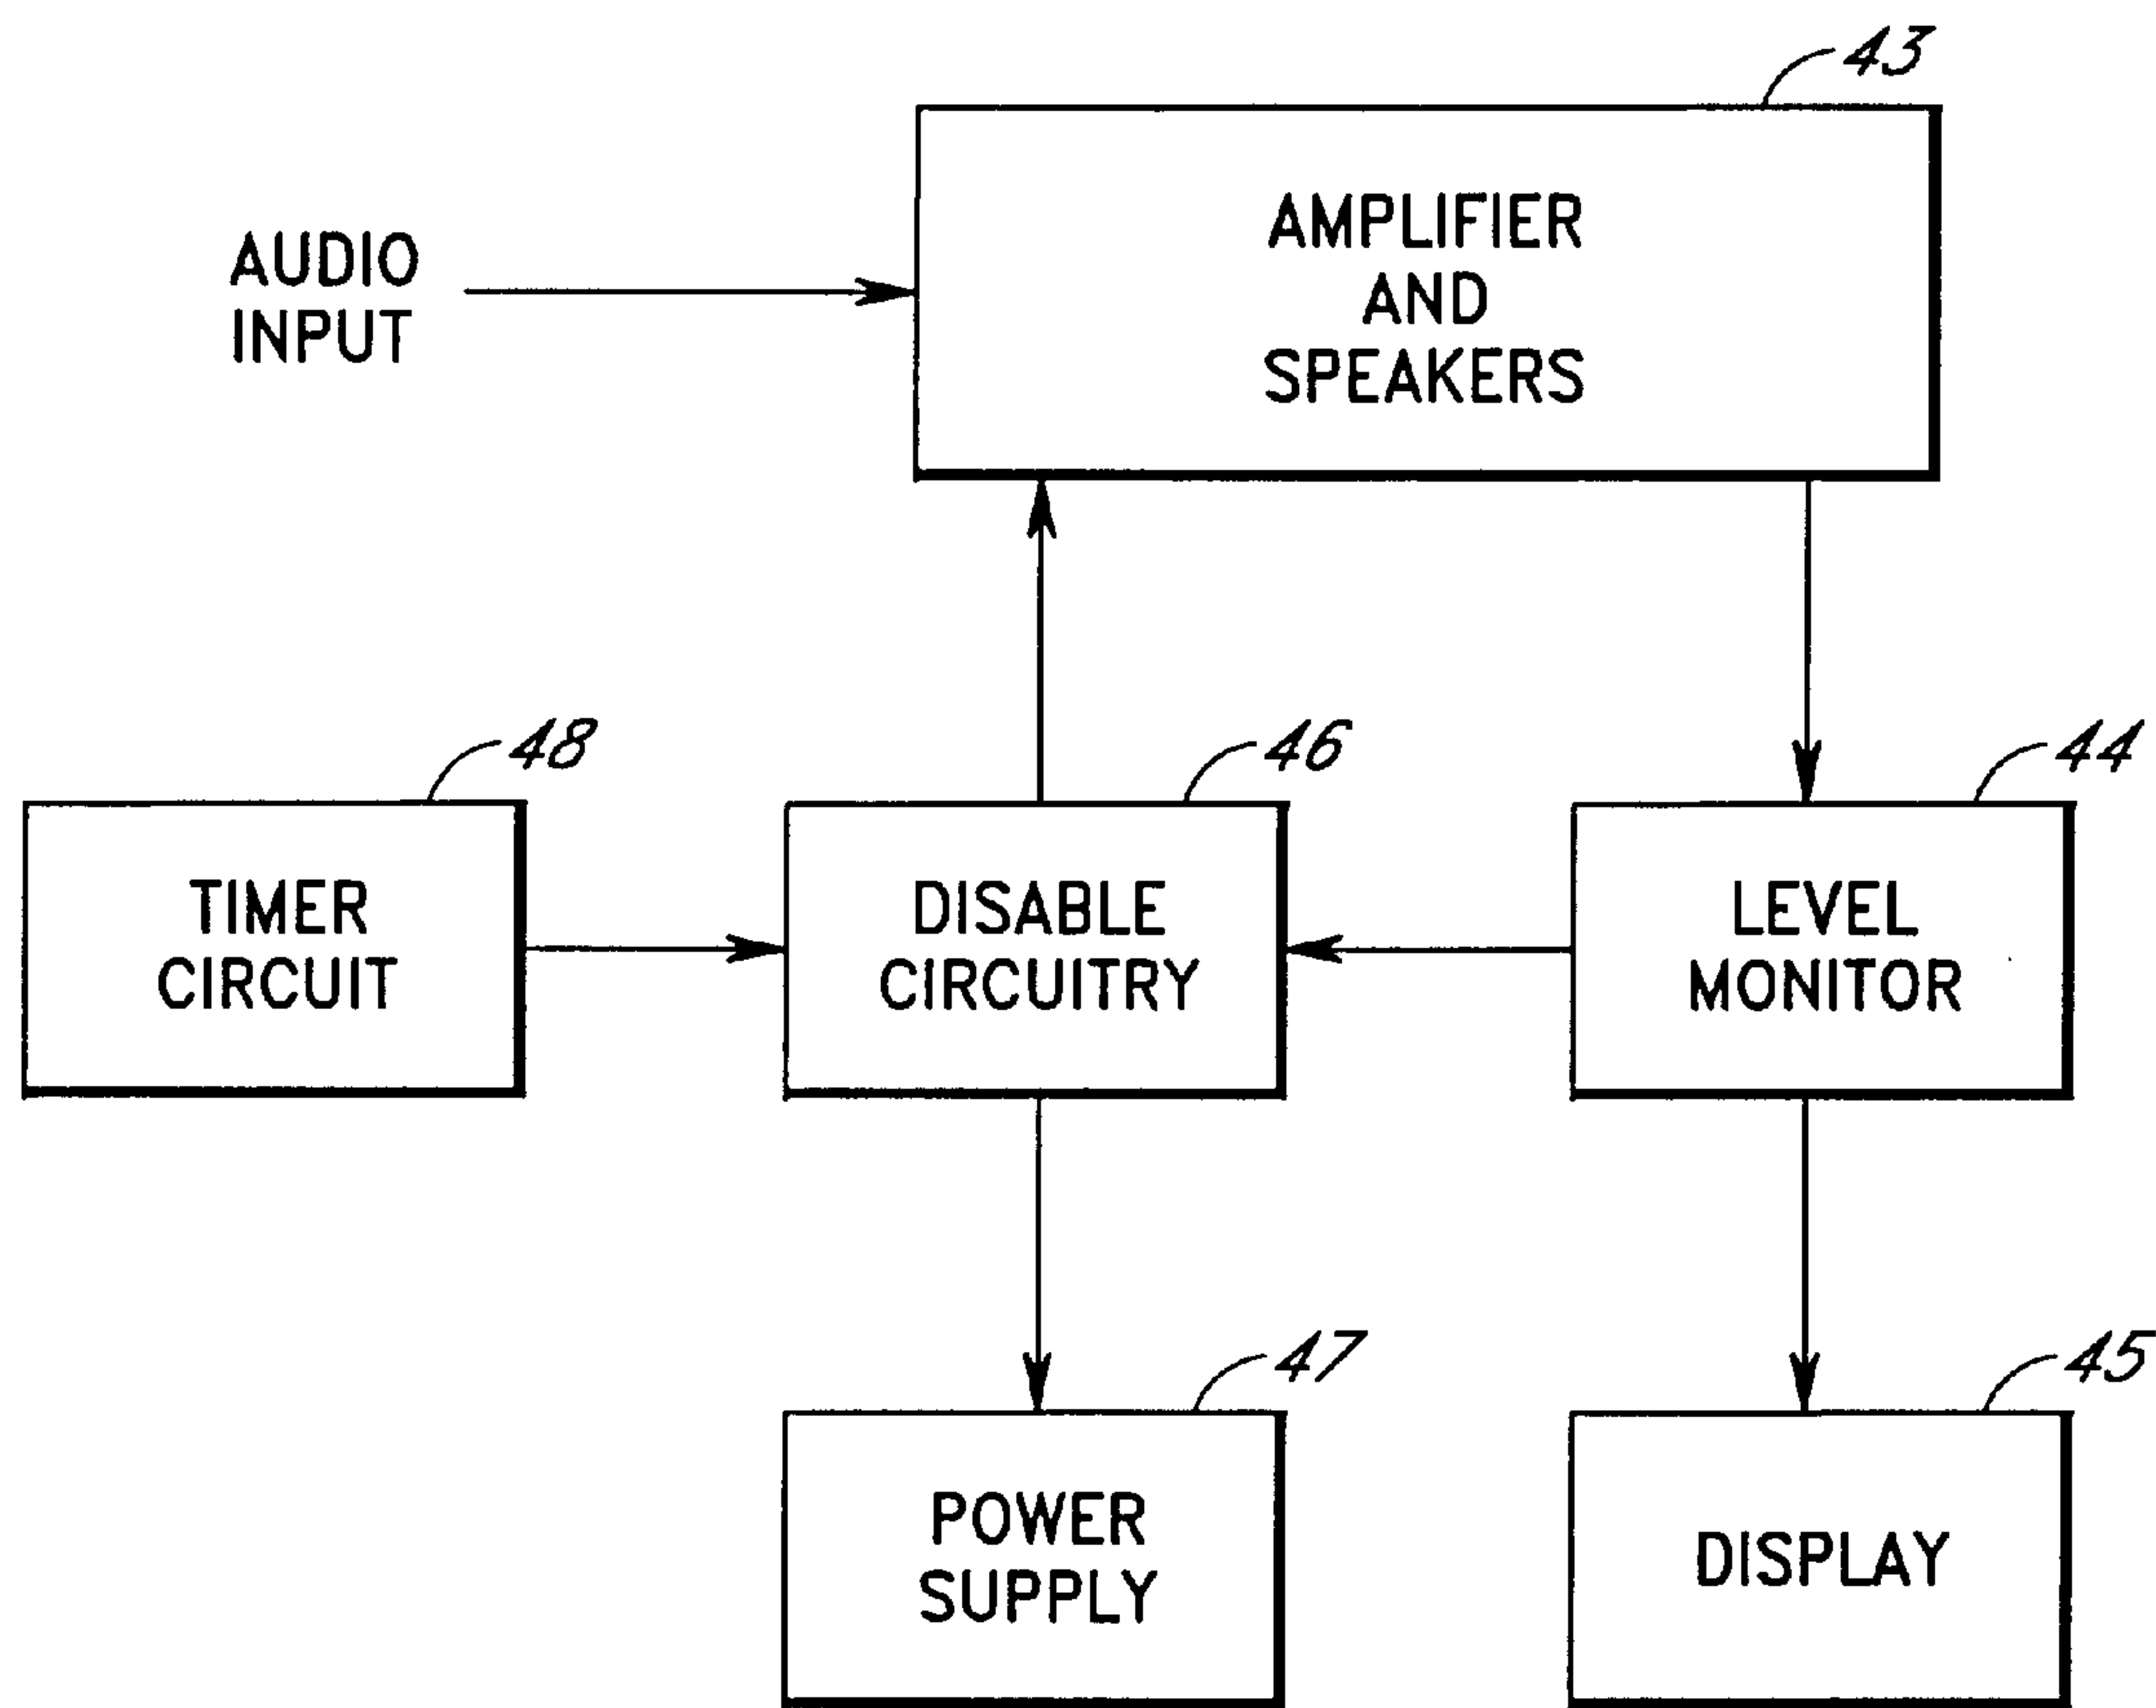 43
AMPLIFIER
AND
SPEAKERS
AUDIO
INPUT
48
46
44
TIMER
CIRCUIT
DISABLE
CIRCUITRY
LEVEL
MONITOR
47
45
POWER
SUPPLY
DISPLAY